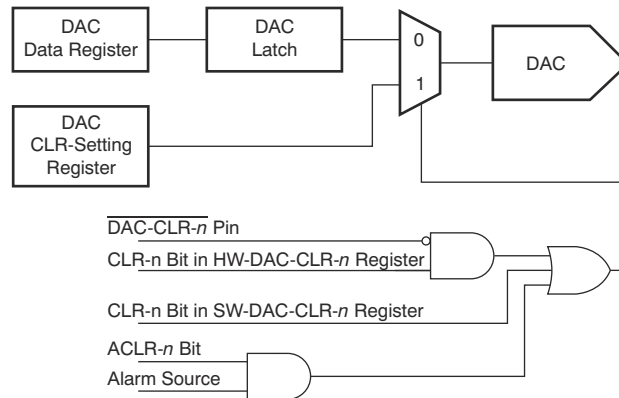 DAC
Data Register
DAC
Latch
0
1
DAC
DAC
CLR-Setting
Register
DAC-CLR-n Pin
CLR-n Bit in HW-DAC-CLR-n Register
CLR-n Bit in SW-DAC-CLR-n Register
ACLR-n Bit
Alarm Source